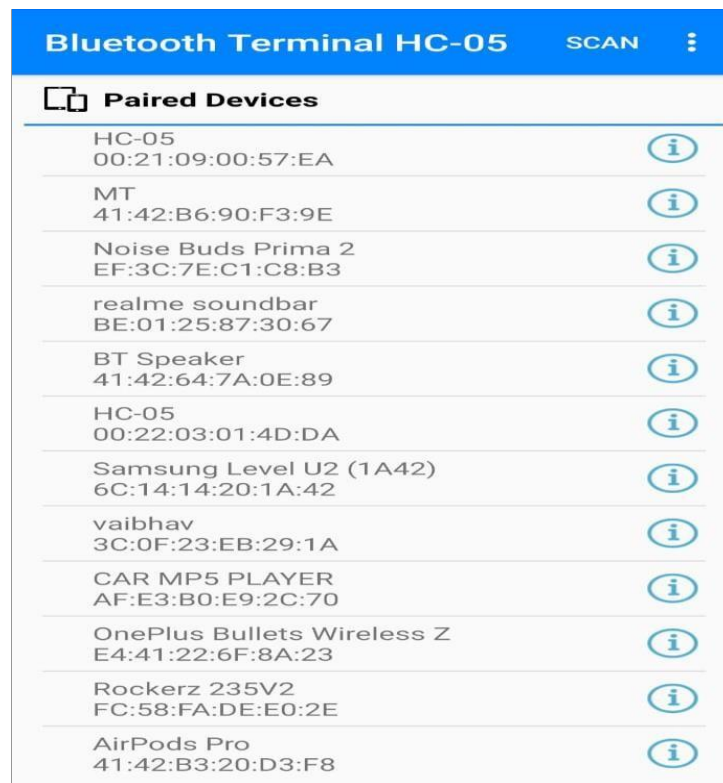 Bluetooth Terminal HC-05 SCAN
Paired Devices
HC-05
00:21:09:00:57:EA
MT
41:42:B6:90:F3:9E
Noise Buds Prima 2
EF:3C:7E:C1:C8:B3
realme soundbar
BE:01:25:87:30:67
BT Speaker
41:42:64:7A:0E:89
HC-05
00:22:03:01:4D:DA
Samsung Level U2 (1A42)
6C:14:14:20:1A:42
vaibhav
3C:0F:23:EB:29:1A
CAR MP5 PLAYER
AF:E3:B0:E9:2C:70
OnePlus Bullets Wireless Z
E4:41:22:6F:8A:23
Rockerz 235V2
FC:58:FA:DE:E0:2E
AirPods Pro
41:42:B3:20:D3:F8